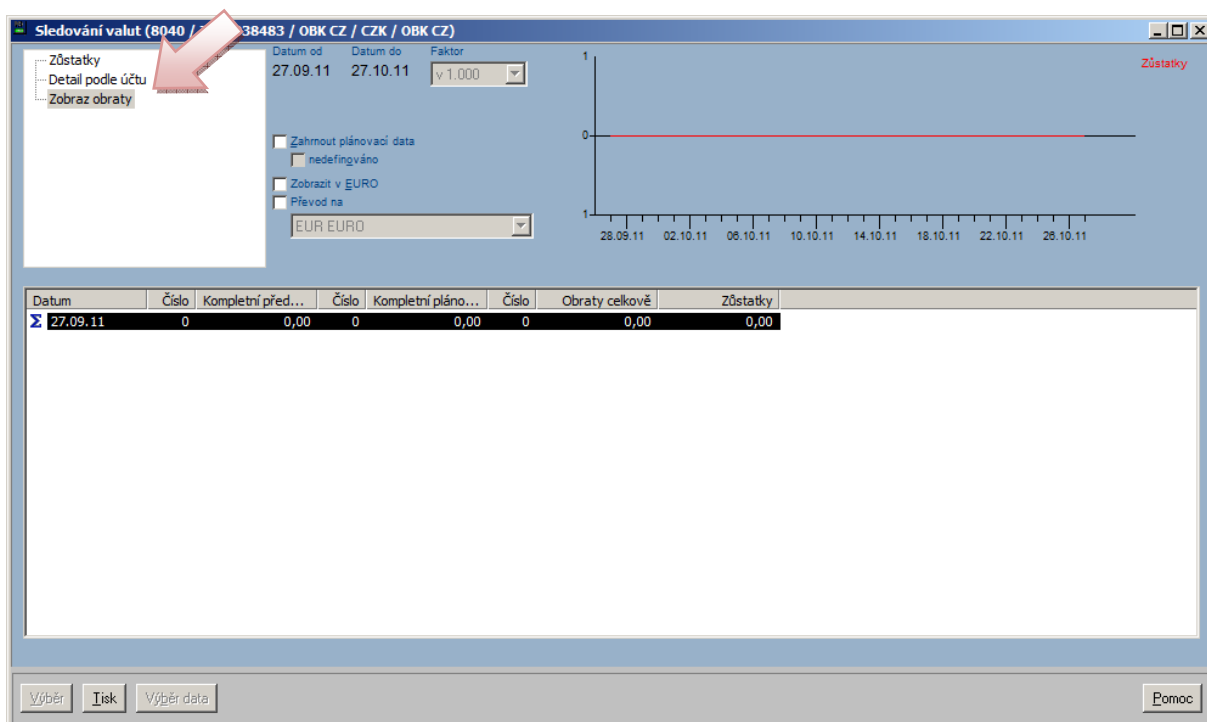 Sledování valut (8040 / 38483 / OBK CZ / CZK / OBK CZ)
Zůstatky
Detail podle účtu
Zobraz obraty
Datum od Datum do Faktor
27.09.11 27.10.11 v 1.000
Zahrnout plánovací data
nedefingváno
Zobrazit v EURO
Převod na
EUR EURO
Zůstatky
1
0
1
28.09.11 02.10.11 06.10.11 10.10.11 14.10.11 18.10.11 22.10.11 26.10.11
Datum Číslo Kompletní před... Číslo Kompletní pláno... Číslo Obraty celkově Zůstatky
Σ 27.09.11 0 0,00 0 0,00 0 0,00 0,00
Výběr Tisk Výběr data Pomoc